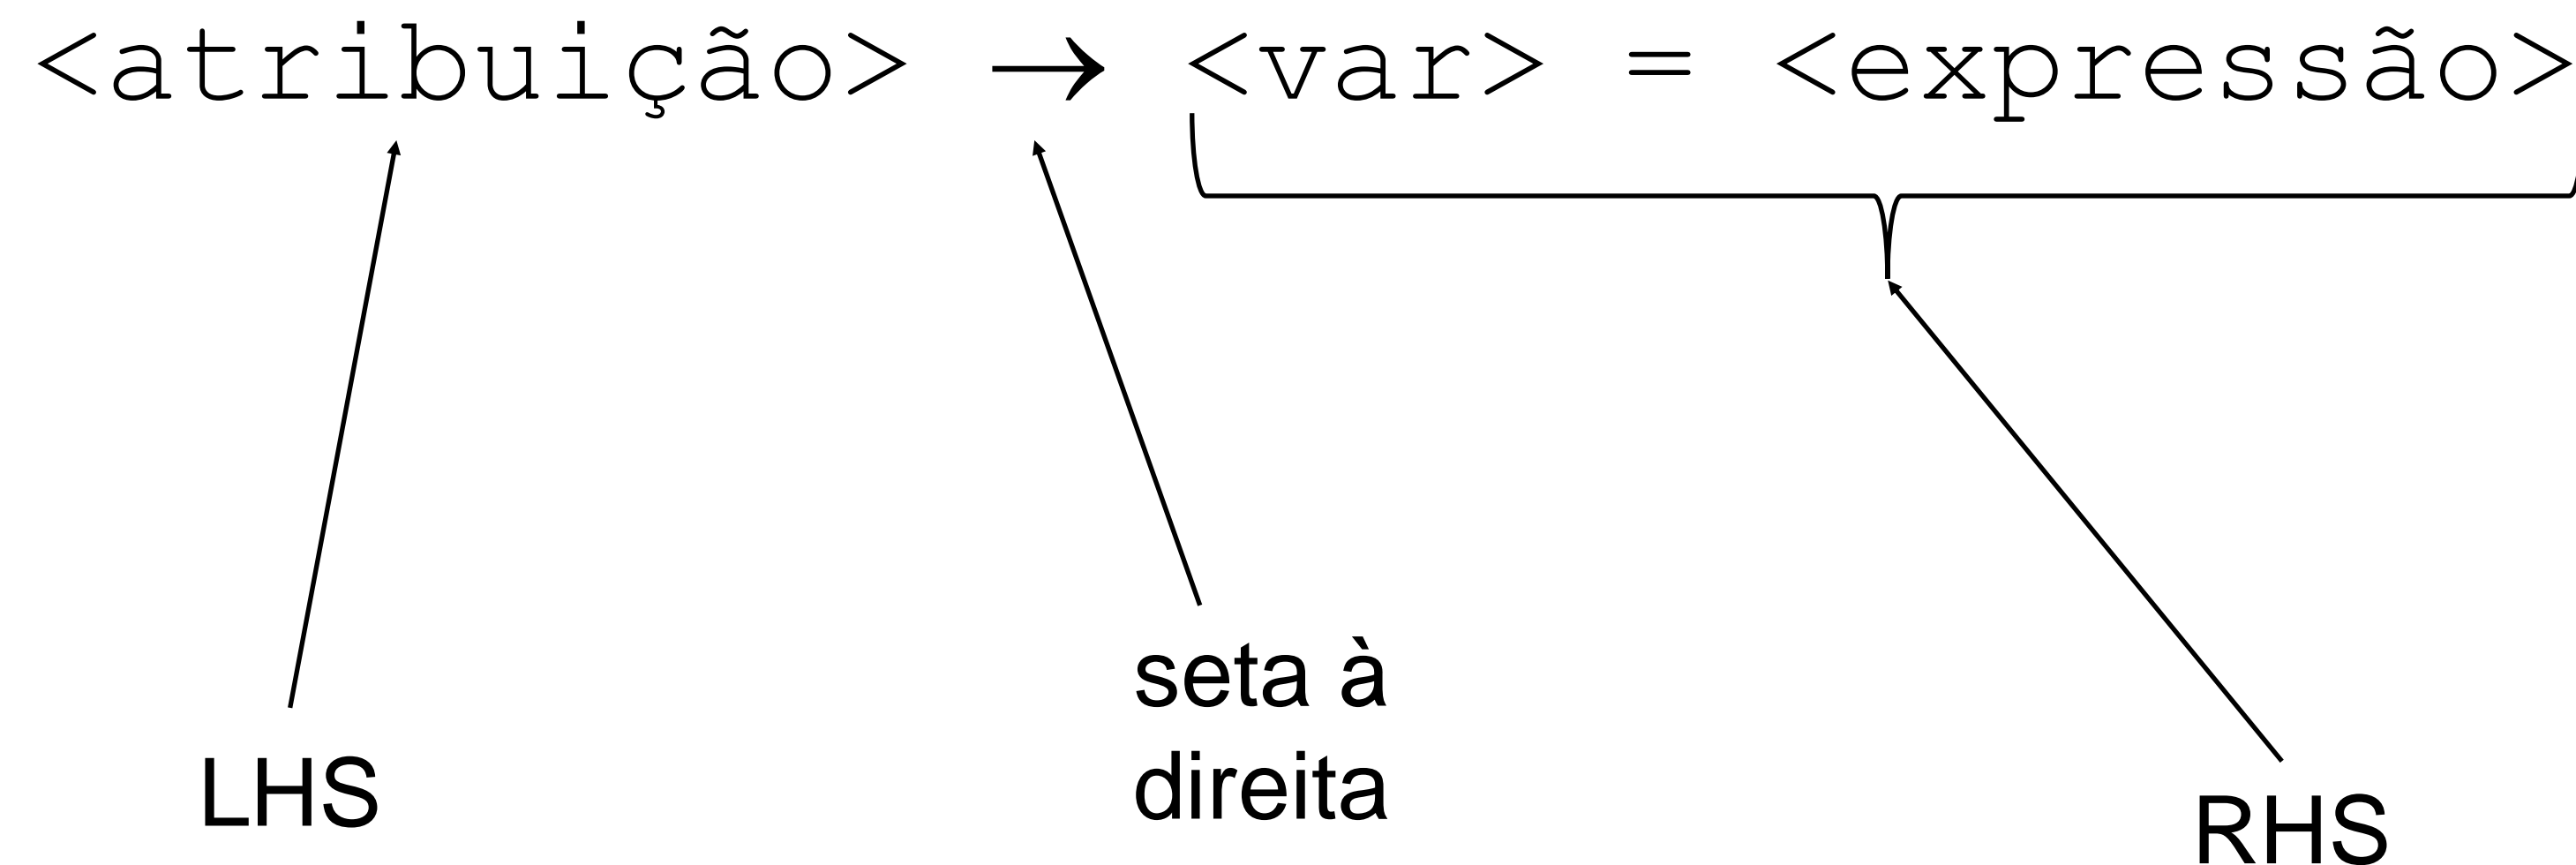 <atribuição> → <var> = <expressão>
seta à
direita
LHS
RHS